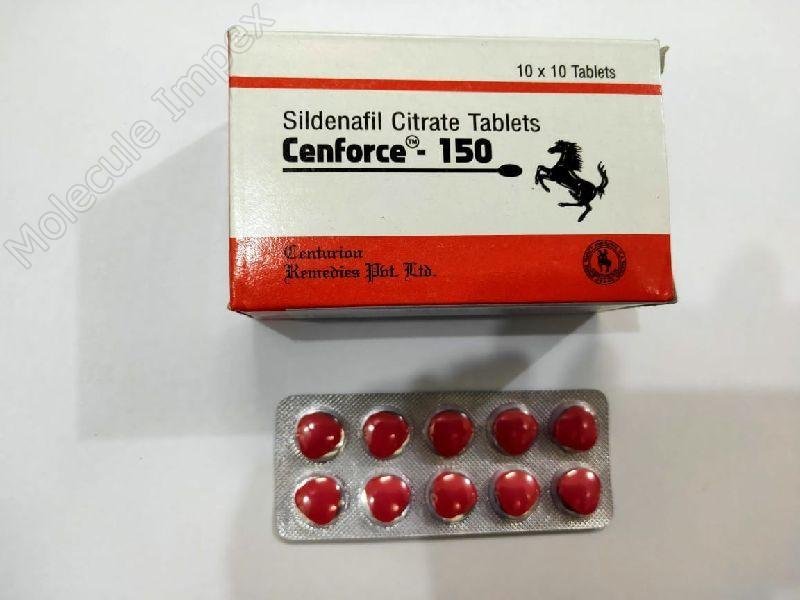 Molecule Impex
10 x 10 Tablets
Sildenafil Citrate Tablets
Cenforce™- 150
Centurion
Remedies Pvt. Ltd.